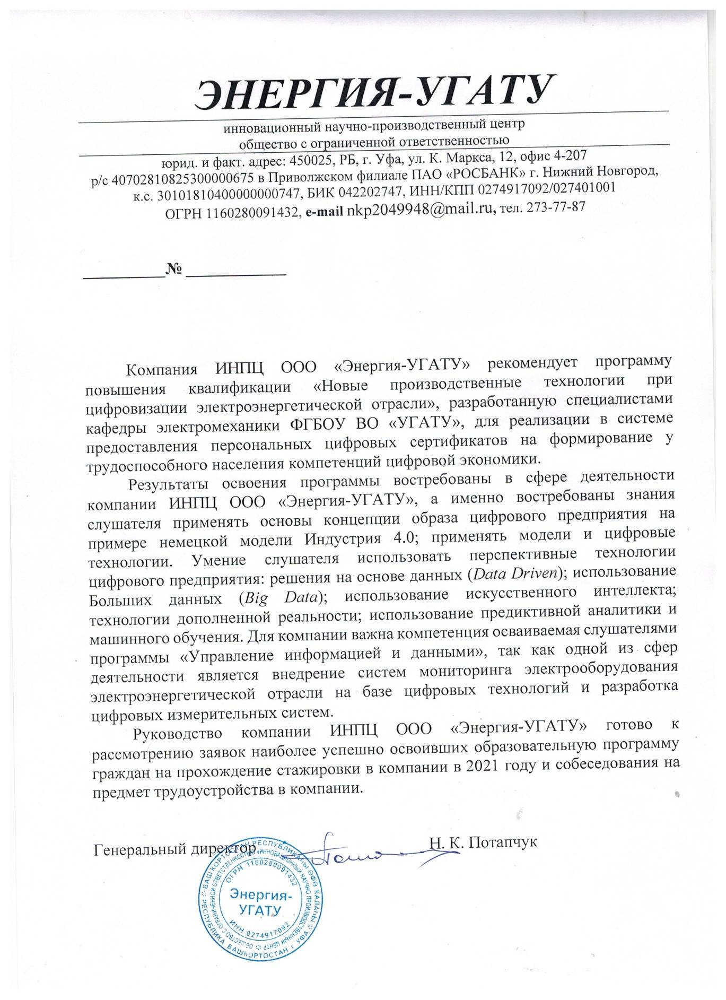 ЭНЕРГИЯ-УГАТУ
инновационный научно-производственный центр
общество с ограниченной ответственностью
юрид. и факт. адрес: 450025, РБ, г. Уфа, ул. К. Маркса, 12, офис 4-207
р/с 40702810825300000675 в Приволжском филиале ПАО «РОСБАНК» г. Нижний Новгород,
к.с. 30101810400000000747, БИК 042202747, ИНН/КПП 0274917092/027401001
ОГРН 1160280091432, e-mail nkp2049948@mail.ru, тел. 273-77-87
__________№ ____________
Компания ИНПЦ ООО «Энергия-УГАТУ» рекомендует программу
повышения квалификации «Новые производственные технологии при
цифровизации электроэнергетической отрасли», разработанную специалистами
кафедры электромеханики ФГБОУ ВО «УГАТУ», для реализации в системе
предоставления персональных цифровых сертификатов на формирование у
трудоспособного населения компетенций цифровой экономики.
Результаты освоения программы востребованы в сфере деятельности
компании ИНПЦ ООО «Энергия-УГАТУ», а именно востребованы знания
слушателя применять основы концепции образа цифрового предприятия на
примере немецкой модели Индустрия 4.0; применять модели и цифровые
технологии. Умение слушателя использовать перспективные технологии
цифрового предприятия: решения на основе данных (Data Driven); использование
Больших данных (Big Data); использование искусственного интеллекта;
технологии дополненной реальности; использование предиктивной аналитики и
машинного обучения. Для компании важна компетенция осваиваемая слушателями
программы «Управление информацией и данными», так как одной из сфер
деятельности является внедрение систем мониторинга электрооборудования
электроэнергетической отрасли на базе цифровых технологий и разработка
цифровых измерительных систем.
Руководство компании ИНПЦ ООО «Энергия-УГАТУ» готово к
рассмотрению заявок наиболее успешно освоивших образовательную программу
граждан на прохождение стажировки в компании в 2021 году и собеседования на
предмет трудоустройства в компании.
Генеральный директор Н. К. Потапчук
БАШКОРТОСТАН РЕСПУБЛИКАҺЫ ӨФӨ ҠАЛАҺЫ
РЕСПУБЛИКА БАШКОРТОСТАН г УФА
ОБЩЕСТВО С ОГРАНИЧЕННОЙ ОТВЕТСТВЕННОСТЬЮ «ИННОВАЦИОННЫЙ НАУЧНО ПРОИЗВОДСТВЕННЫЙ ЦЕНТР
ОГРН 1160280091432
Энергия-
УГАТУ
ИНН 0274917092